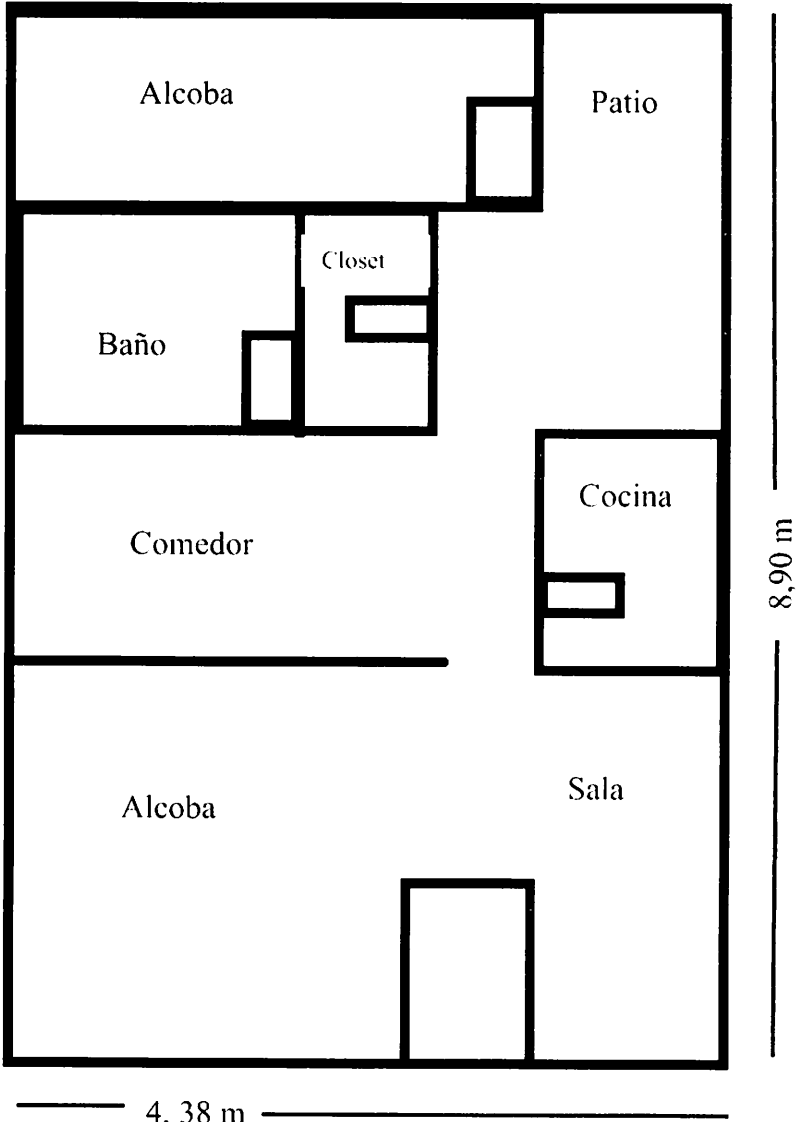 Alcoba
Patio
Closet
Baño
Cocina
Comedor
8,90 m
Sala
Alcoba
4, 38 m